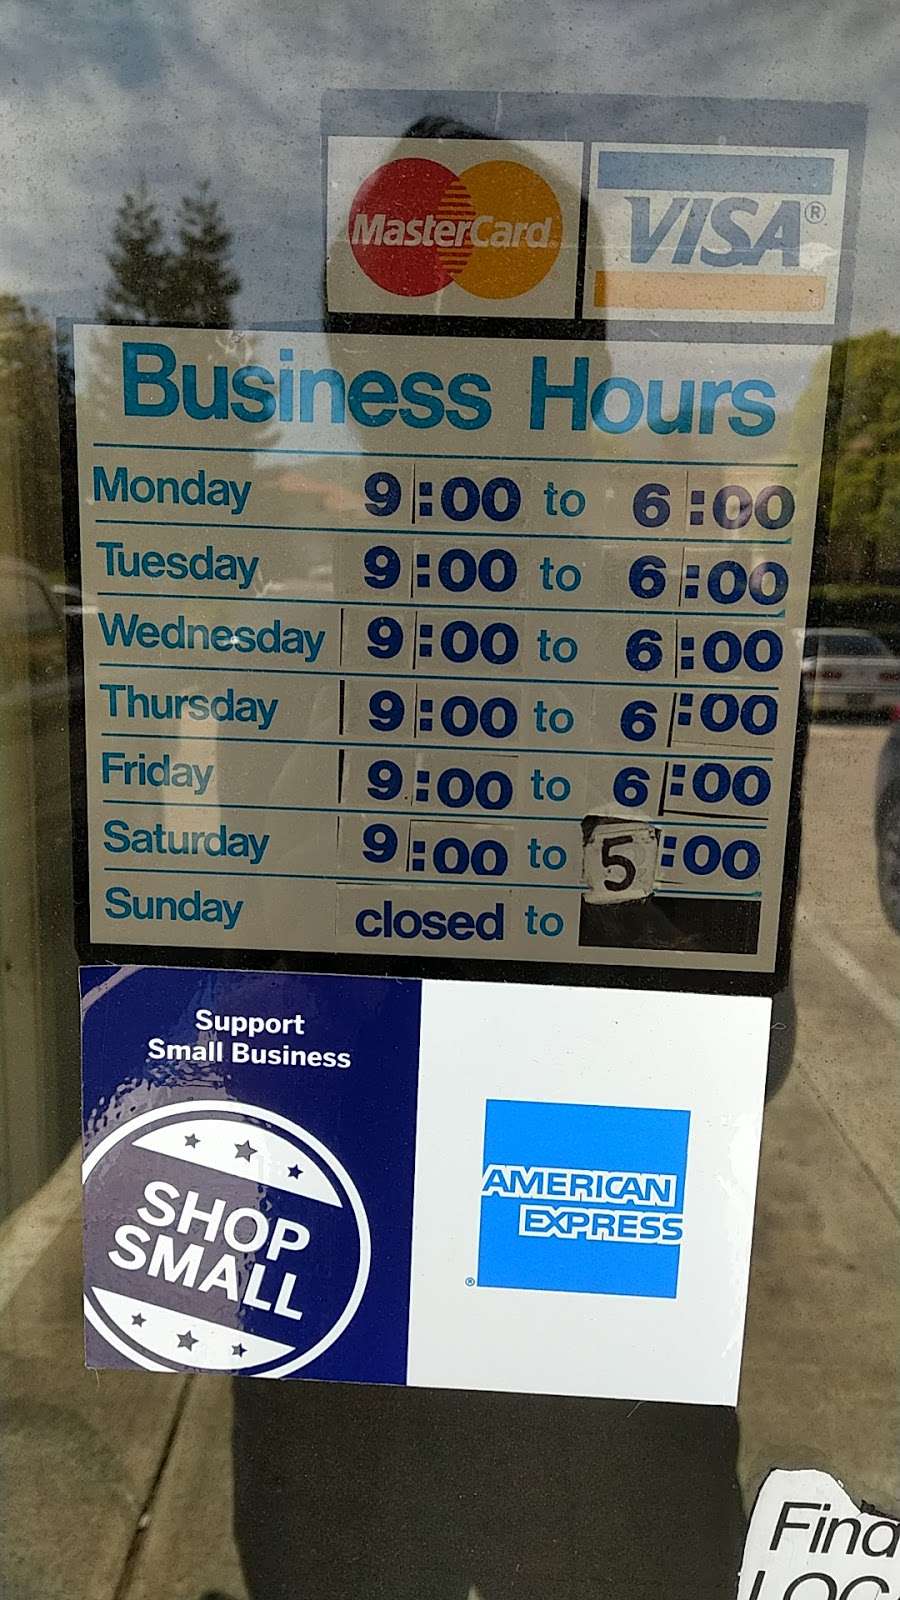 MasterCard
VISA®
Business Hours
Monday 9:00 to 6:00
Tuesday 9:00 to 6:00
Wednesday 9:00 to 6:00
Thursday 9:00 to 6:00
Friday 9:00 to 6:00
Saturday 9:00 to 5:00
Sunday closed to
Support
Small Business
SHOP
SMALL
AMERICAN
EXPRESS
®
Find